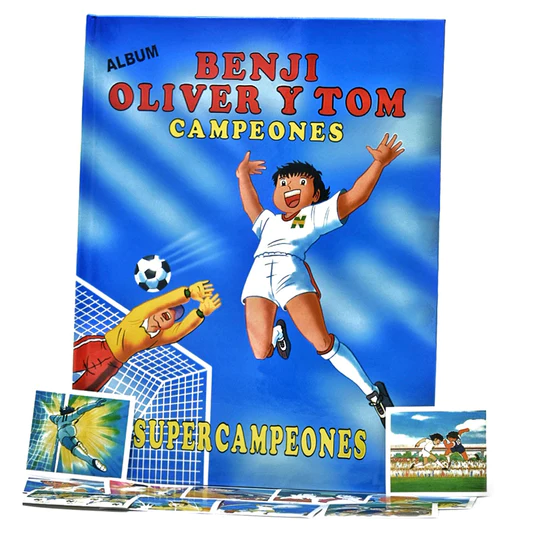 ALBUM
BENJI
OLIVER Y TOM
CAMPEONES
N
SUPERCAMPEONES